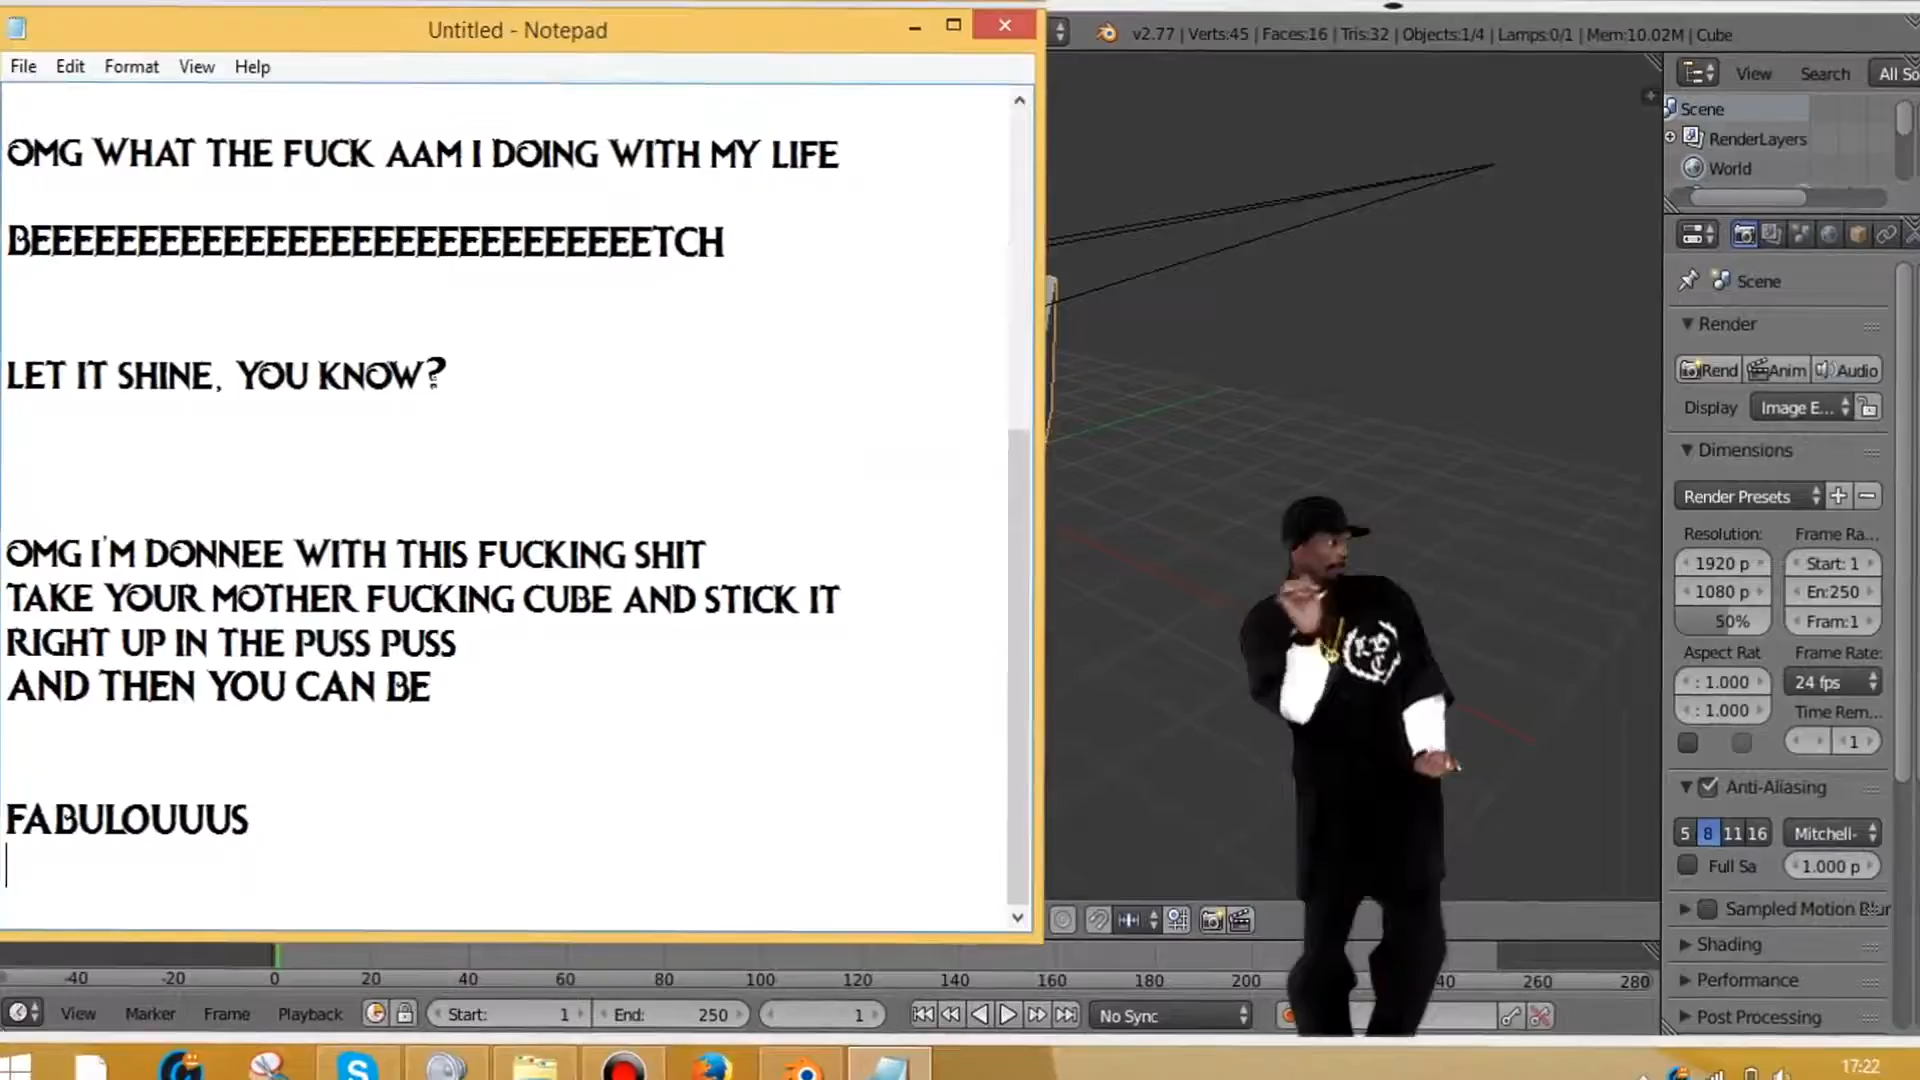 Untitled - Notepad
File Edit Format View Help
OMG WHAT THE FUCK AAM I DOING WITH MY LIFE
BEEEEEEEEEEEEEEEEEEEEEEEEEEEEETCH
LET IT SHINE, YOU KNOW?
OMG I'M DONNEE WITH THIS FUCKING SHIT
TAKE YOUR MOTHER FUCKING CUBE AND STICK IT
RIGHT UP IN THE PUSS PUSS
AND THEN YOU CAN BE
FABULOUUUS
v2.77 | Verts:45 | Faces:16 | Tris:32 | Objects:1/4 | Lamps:0/1 | Mem:10.02M | Cube
View Search All Sc
Scene
RenderLayers
World
Scene
Render
Rend Anim Audio
Display Image E...
Dimensions
Render Presets
Resolution: Frame Ra...
1920 p Start: 1
1080 p En:250
50% Fram:1
Aspect Rat Frame Rate:
: 1.000 24 fps
: 1.000 Time Rem...
1
Anti-Aliasing
5 8 11 16 Mitchell-
Full Sa 1.000 p
Sampled Motion Blur
Shading
Performance
Post Processing
-40 -20 0 20 40 60 80 100 120 140 160 180 200 240 260 280
View Marker Frame Playback Start: 1 End: 250 1 No Sync
17:22